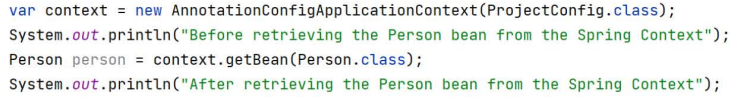 var context = new AnnotationConfigApplicationContext(ProjectConfig.class);
System.out.println("Before retrieving the Person bean from the Spring Context");
Person person = context.getBean(Person.class);
System.out.println("After retrieving the Person bean from the Spring Context");